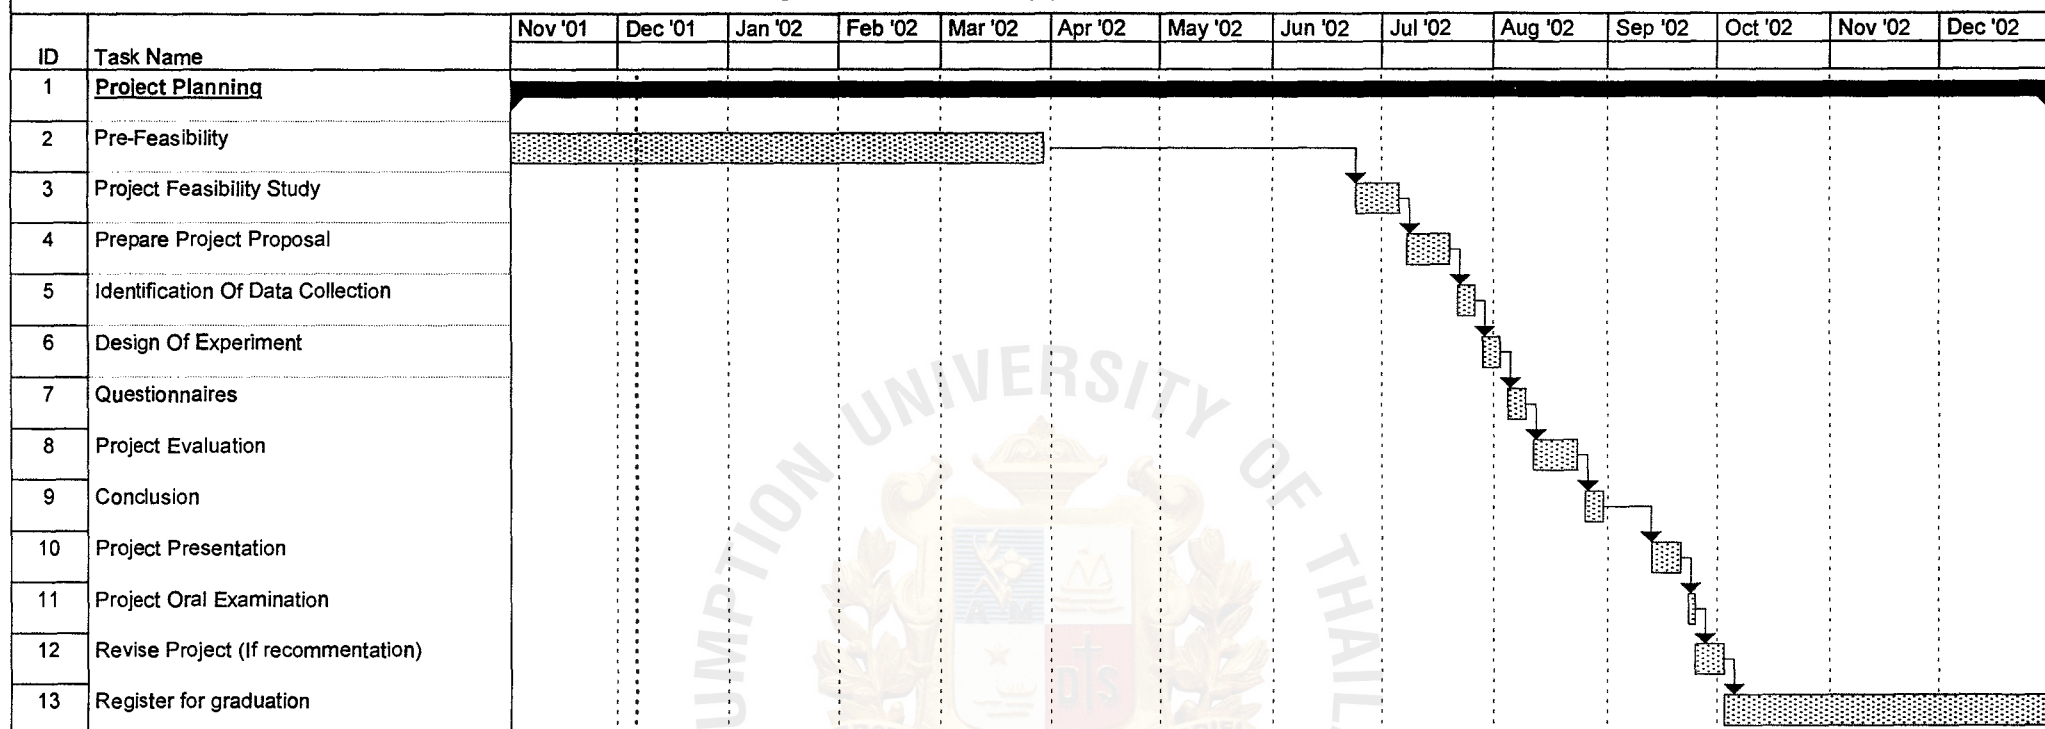 Nov '01 Dec '01 Jan '02 Feb '02 Mar '02 Apr '02 May '02 Jun '02 Jul '02 Aug '02 Sep '02 Oct '02 Nov '02 Dec '02
ID Task Name
1 Project Planning
2 Pre-Feasibility
3 Project Feasibility Study
4 Prepare Project Proposal
5 Identification Of Data Collection
6 Design Of Experiment
7 Questionnaires
8 Project Evaluation
9 Conclusion
10 Project Presentation
11 Project Oral Examination
12 Revise Project (If recommentation)
13 Register for graduation
UMPTION UNIVERSITY OF THAIL
A M
D S